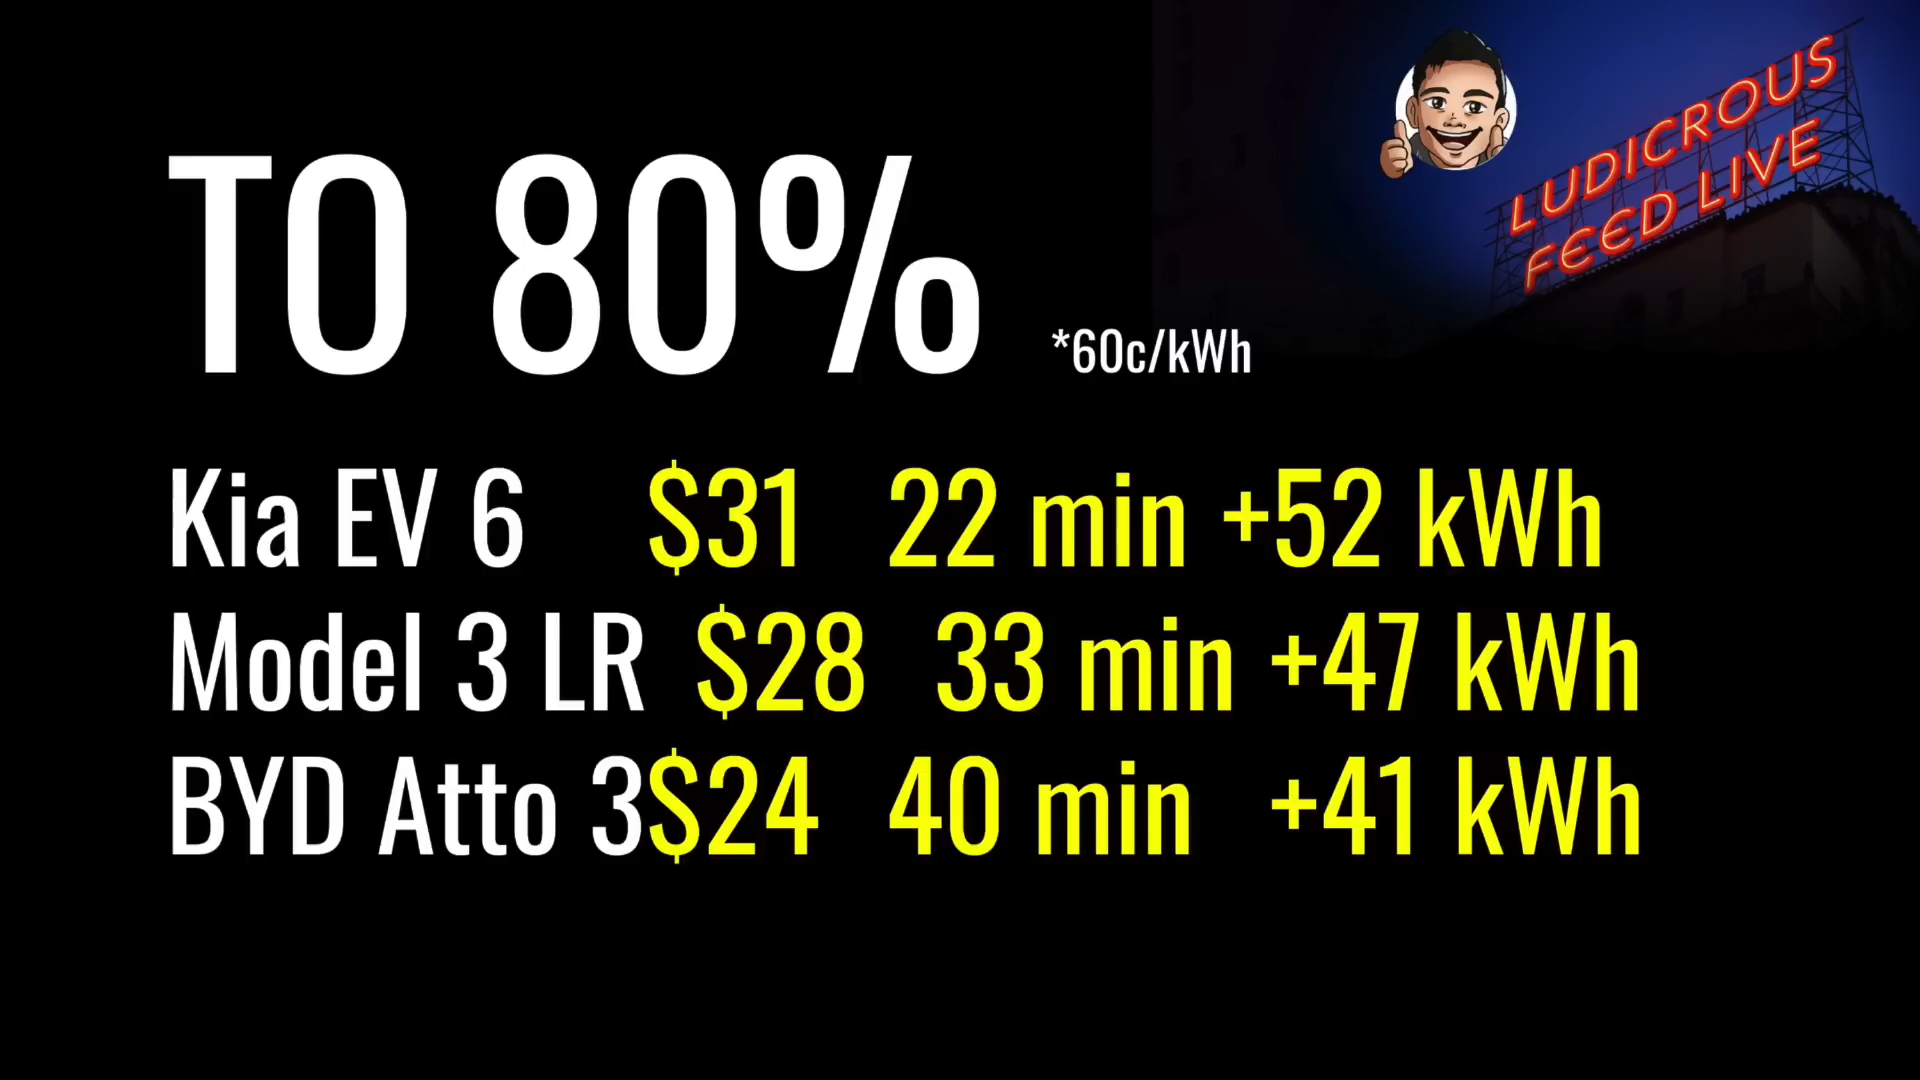 LUDICROUS
FEED LIVE
TO 80% *60c/kWh
Kia EV 6 $31 22 min +52 kWh
Model 3 LR $28 33 min +47 kWh
BYD Atto 3$24 40 min +41 kWh